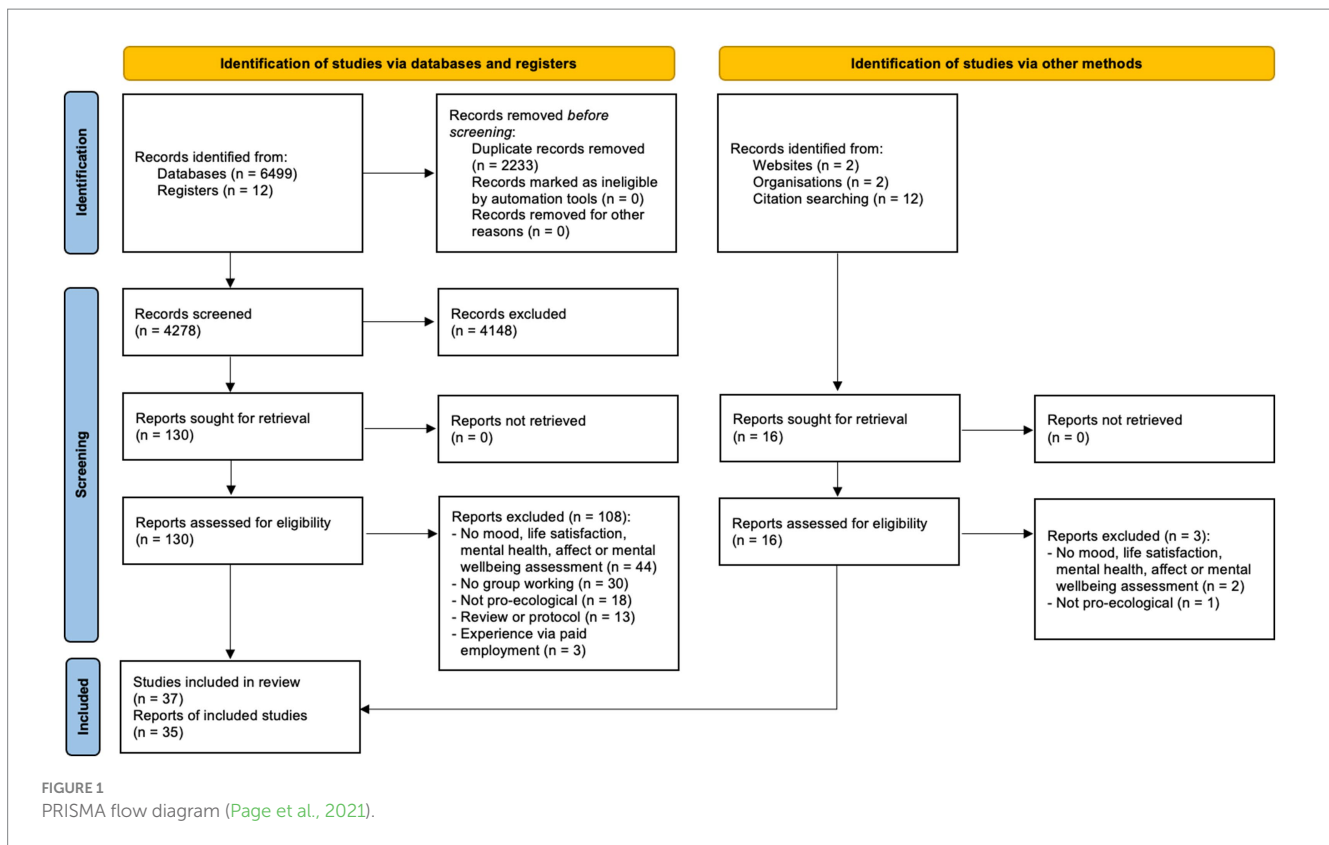 Identification of studies via databases and registers
Identification of studies via other methods
Identification
Records identified from:
Databases (n = 6499)
Registers (n = 12)
Records removed before
screening:
Duplicate records removed
(n = 2233)
Records marked as ineligible
by automation tools (n = 0)
Records removed for other
reasons (n = 0)
Records identified from:
Websites (n = 2)
Organisations (n = 2)
Citation searching (n = 12)
Screening
Records screened
(n = 4278)
Records excluded
(n = 4148)
Reports sought for retrieval
(n = 130)
Reports not retrieved
(n = 0)
Reports sought for retrieval
(n = 16)
Reports not retrieved
(n = 0)
Reports assessed for eligibility
(n = 130)
Reports excluded (n = 108):
- No mood, life satisfaction,
mental health, affect or mental
wellbeing assessment (n = 44)
- No group working (n = 30)
- Not pro-ecological (n = 18)
- Review or protocol (n = 13)
- Experience via paid
employment (n = 3)
Reports assessed for eligibility
(n = 16)
Reports excluded (n = 3):
- No mood, life satisfaction,
mental health, affect or mental
wellbeing assessment (n = 2)
- Not pro-ecological (n = 1)
Included
Studies included in review
(n = 37)
Reports of included studies
(n = 35)
FIGURE 1
PRISMA flow diagram (Page et al., 2021).